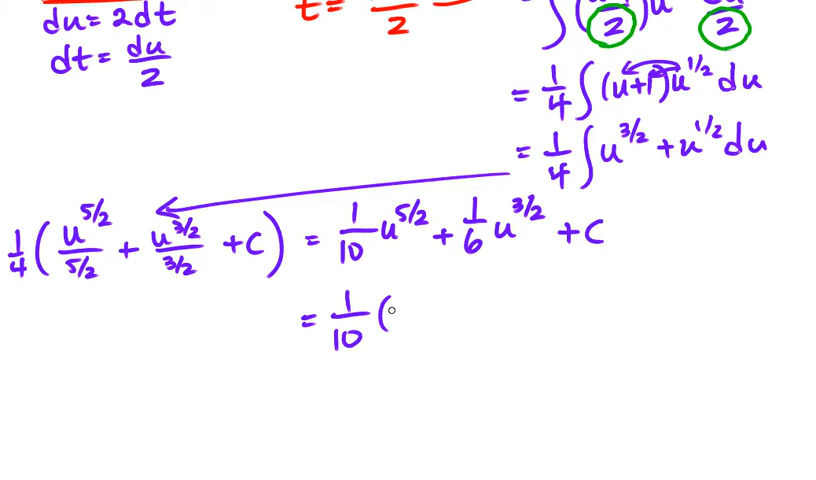 du = 2dt
dt = du/2
t = /2
∫( /2)u /2
= 1/4 ∫(u+1)u^1/2 du
= 1/4 ∫ u^3/2 + u^1/2 du
1/4 ( u^5/2 / 5/2 + u^3/2 / 3/2 + C ) = 1/10 u^5/2 + 1/6 u^3/2 + C
= 1/10 (